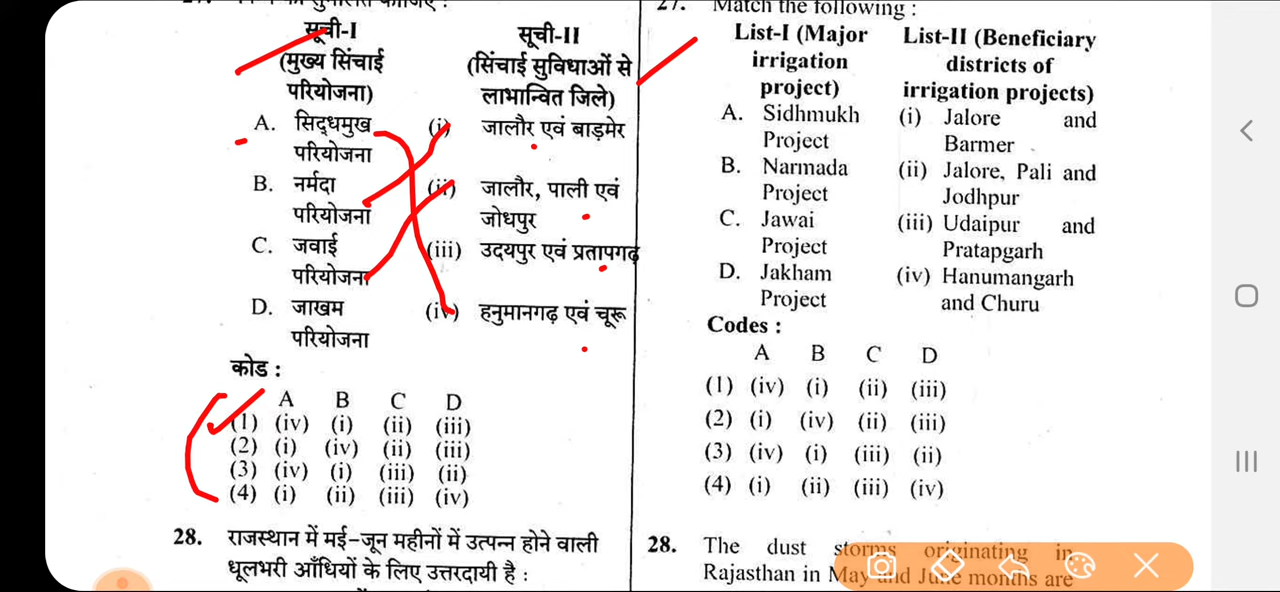 सूची-I
सूची-II
(मुख्य सिंचाई
(सिंचाई सुविधाओं से
परियोजना)
लाभान्वित जिले)
A. सिद्धमुख
(i) जालौर एवं बाड़मेर
परियोजना
B. नर्मदा
(ii) जालौर, पाली एवं
परियोजना
जोधपुर
C. जवाई
(iii) उदयपुर एवं प्रतापगढ़
परियोजना
D. जाखम
(iv) हनुमानगढ़ एवं चूरू
परियोजना
कोड :
A B C D
(1) (iv) (i) (ii) (iii)
(2) (i) (iv) (ii) (iii)
(3) (iv) (i) (iii) (ii)
(4) (i) (ii) (iii) (iv)
28. राजस्थान में मई-जून महीनों में उत्पन्न होने वाली
धूलभरी आँधियों के लिए उत्तरदायी है :
27. Match the following :
List-I (Major
List-II (Beneficiary
irrigation
districts of
project)
irrigation projects)
A. Sidhmukh
(i) Jalore and
Project
Barmer
B. Narmada
(ii) Jalore, Pali and
Project
Jodhpur
C. Jawai
(iii) Udaipur and
Project
Pratapgarh
D. Jakham
(iv) Hanumangarh
Project
and Churu
Codes :
A B C D
(1) (iv) (i) (ii) (iii)
(2) (i) (iv) (ii) (iii)
(3) (iv) (i) (iii) (ii)
(4) (i) (ii) (iii) (iv)
28. The dust storms originating in
Rajasthan in May and June months are